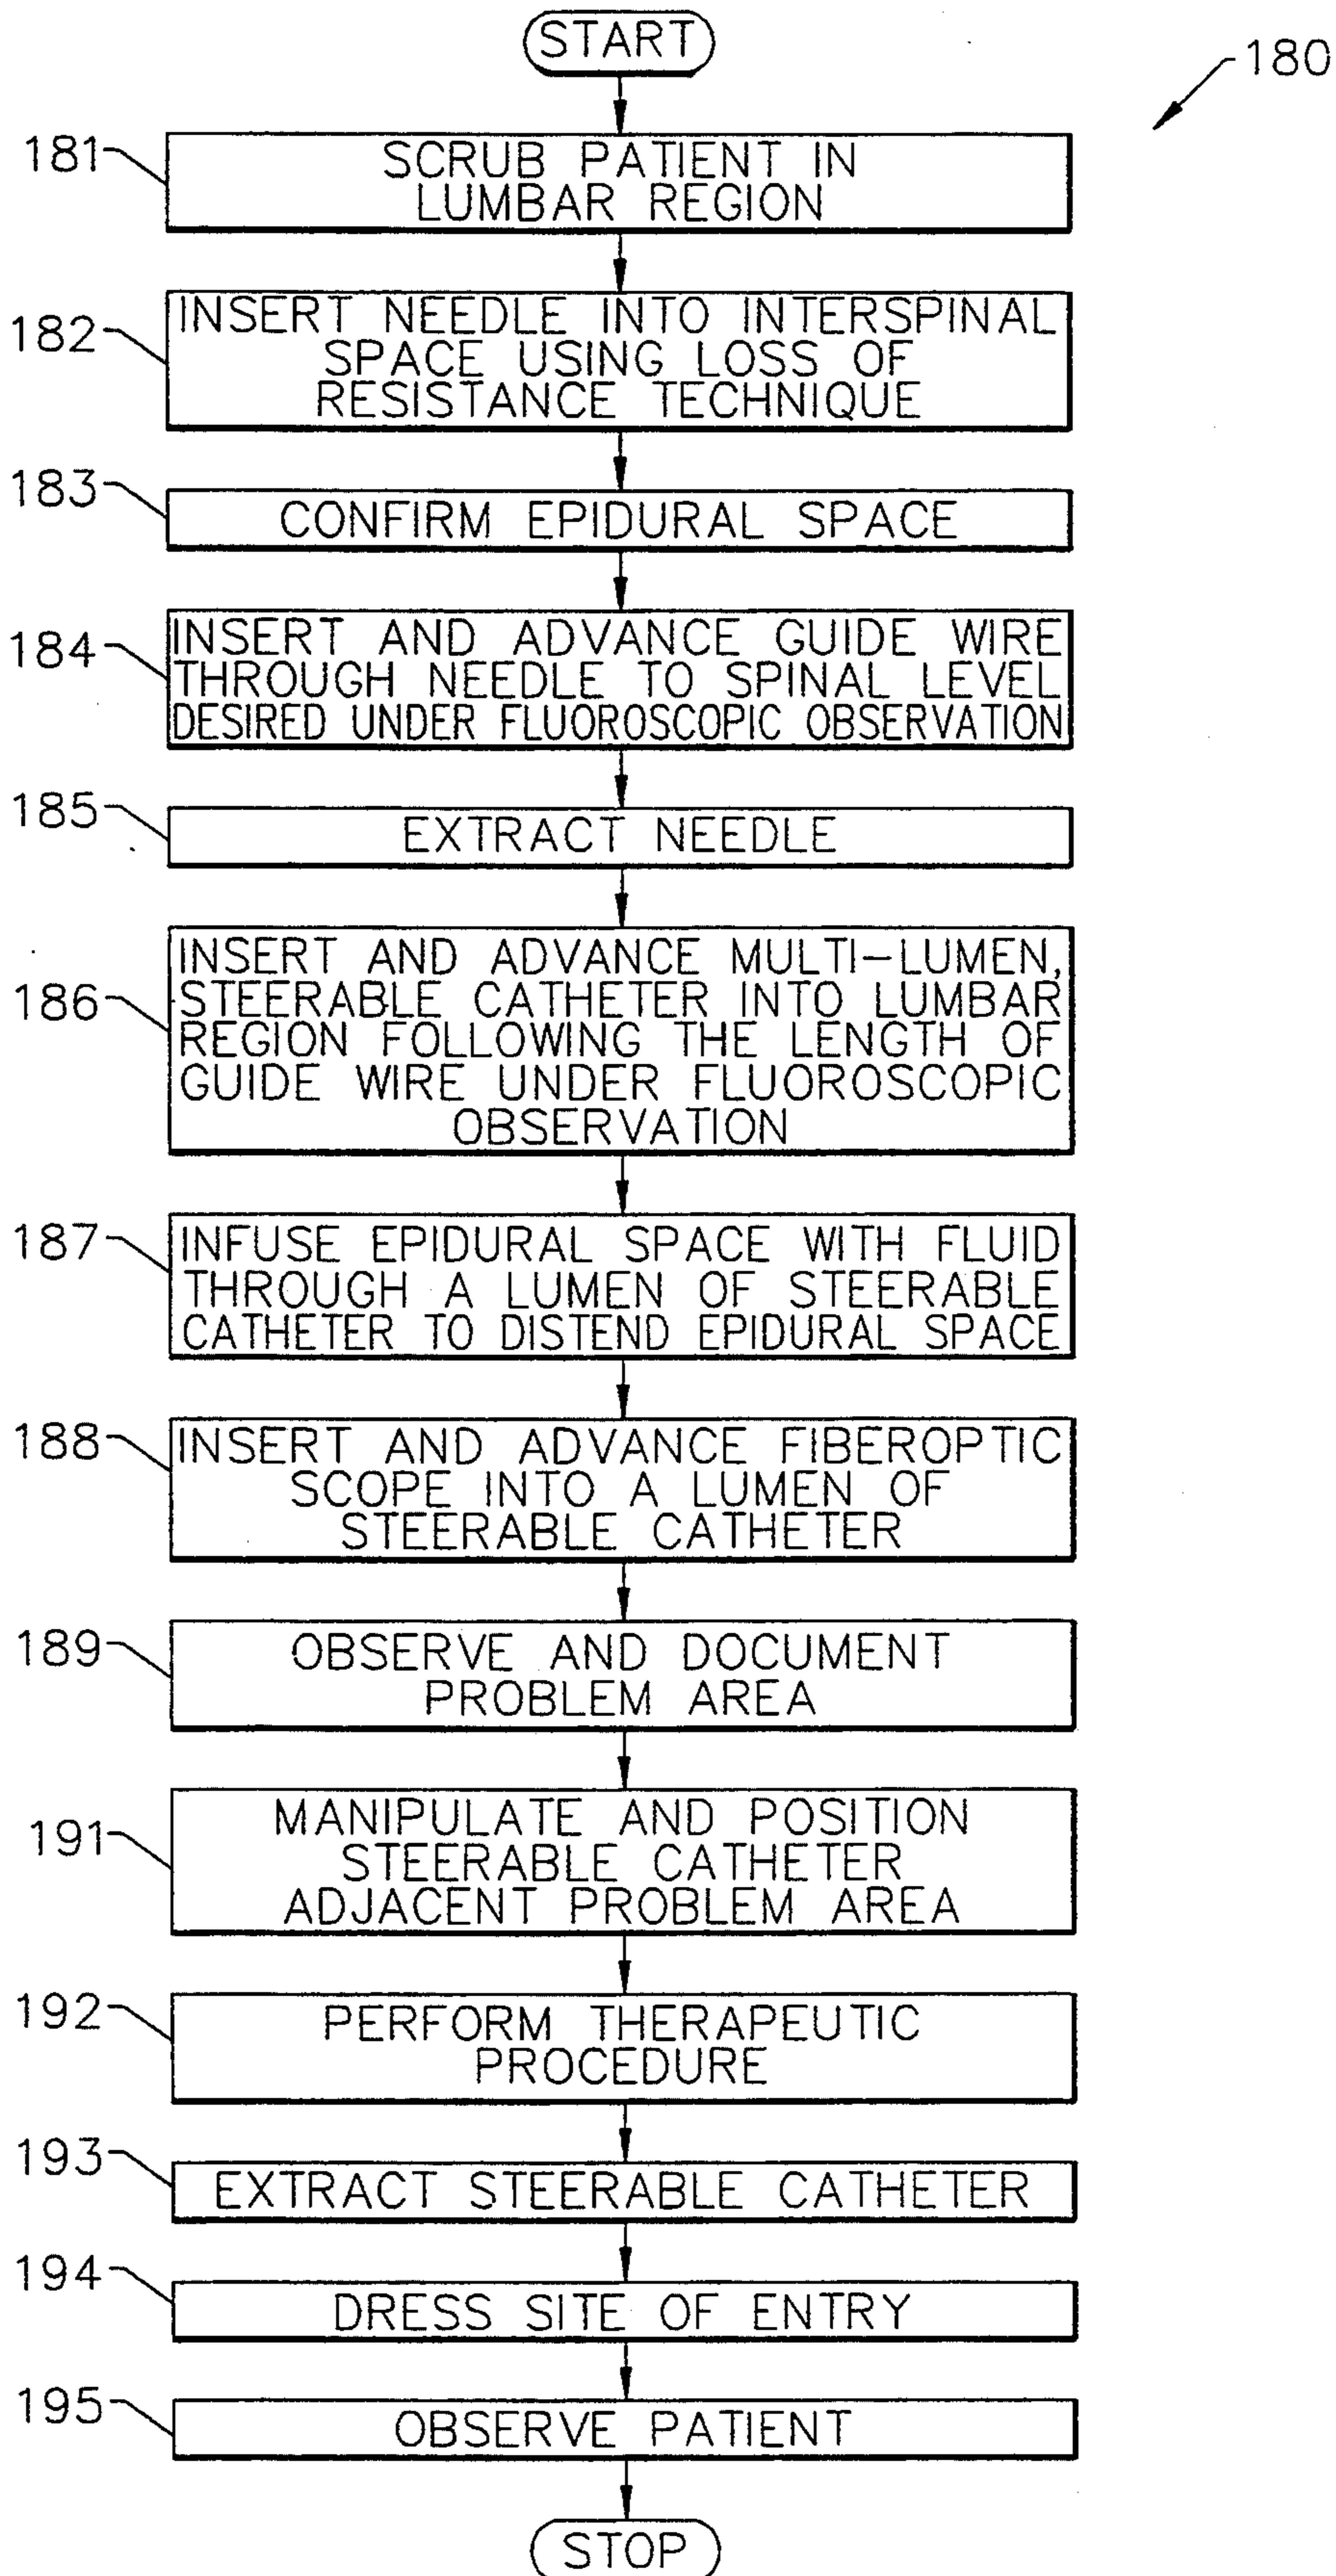 START
180
181
SCRUB PATIENT IN
LUMBAR REGION
182
INSERT NEEDLE INTO INTERSPINAL
SPACE USING LOSS OF
RESISTANCE TECHNIQUE
183
CONFIRM EPIDURAL SPACE
184
INSERT AND ADVANCE GUIDE WIRE
THROUGH NEEDLE TO SPINAL LEVEL
DESIRED UNDER FLUOROSCOPIC OBSERVATION
185
EXTRACT NEEDLE
186
INSERT AND ADVANCE MULTI-LUMEN,
STEERABLE CATHETER INTO LUMBAR
REGION FOLLOWING THE LENGTH OF
GUIDE WIRE UNDER FLUOROSCOPIC
OBSERVATION
187
INFUSE EPIDURAL SPACE WITH FLUID
THROUGH A LUMEN OF STEERABLE
CATHETER TO DISTEND EPIDURAL SPACE
188
INSERT AND ADVANCE FIBEROPTIC
SCOPE INTO A LUMEN OF
STEERABLE CATHETER
189
OBSERVE AND DOCUMENT
PROBLEM AREA
191
MANIPULATE AND POSITION
STEERABLE CATHETER
ADJACENT PROBLEM AREA
192
PERFORM THERAPEUTIC
PROCEDURE
193
EXTRACT STEERABLE CATHETER
194
DRESS SITE OF ENTRY
195
OBSERVE PATIENT
STOP